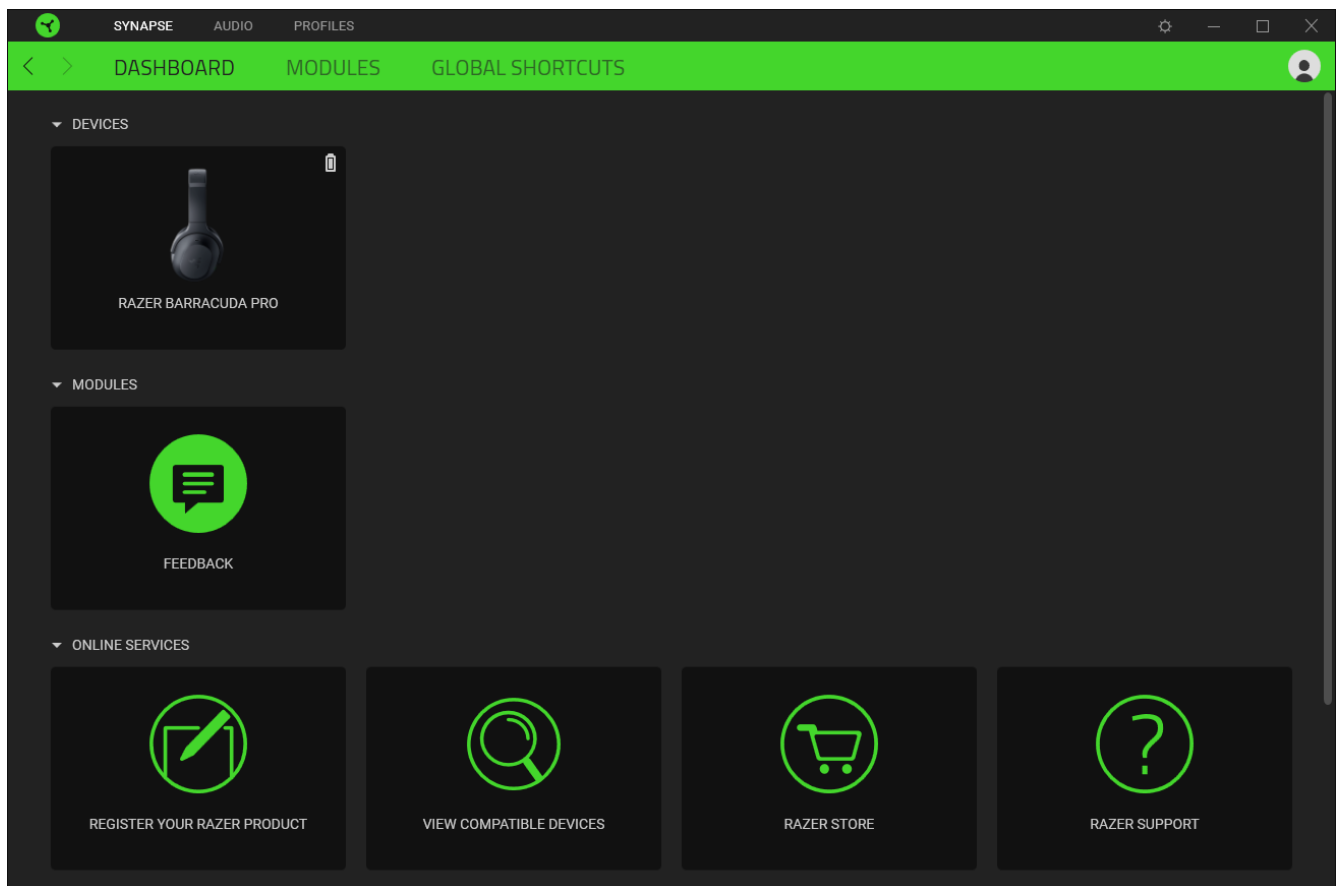 SYNAPSE AUDIO PROFILES
DASHBOARD MODULES GLOBAL SHORTCUTS
DEVICES
RAZER BARRACUDA PRO
MODULES
FEEDBACK
ONLINE SERVICES
REGISTER YOUR RAZER PRODUCT
VIEW COMPATIBLE DEVICES
RAZER STORE
RAZER SUPPORT